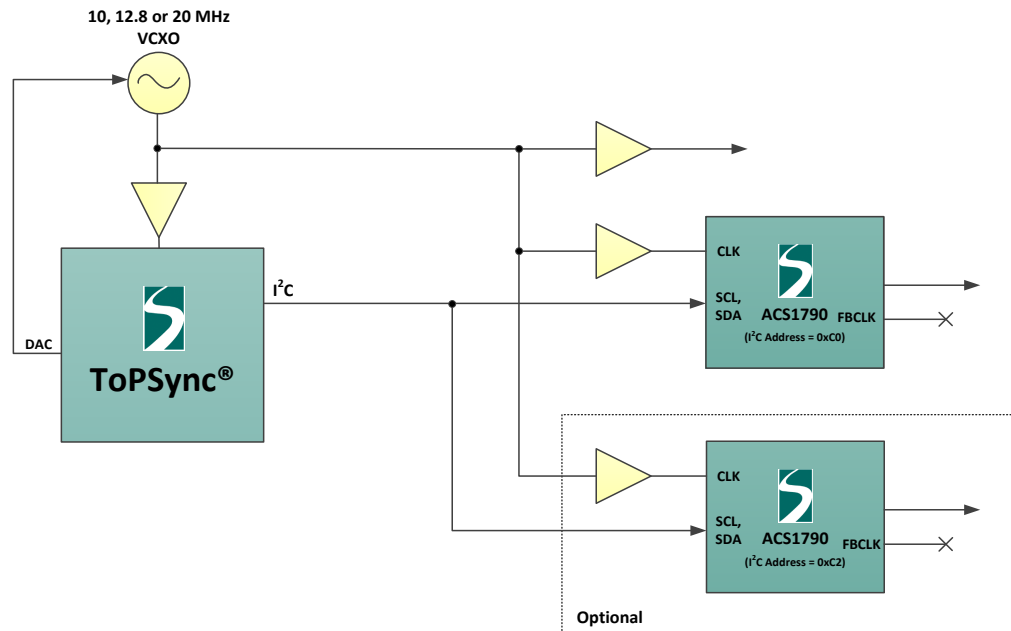 10, 12.8 or 20 MHz
VCXO
I²C
DAC
ToPSync®
CLK
SCL,
SDA
ACS1790
FBCLK
(I²C Address = 0xC0)
CLK
SCL,
SDA
ACS1790
FBCLK
(I²C Address = 0xC2)
Optional